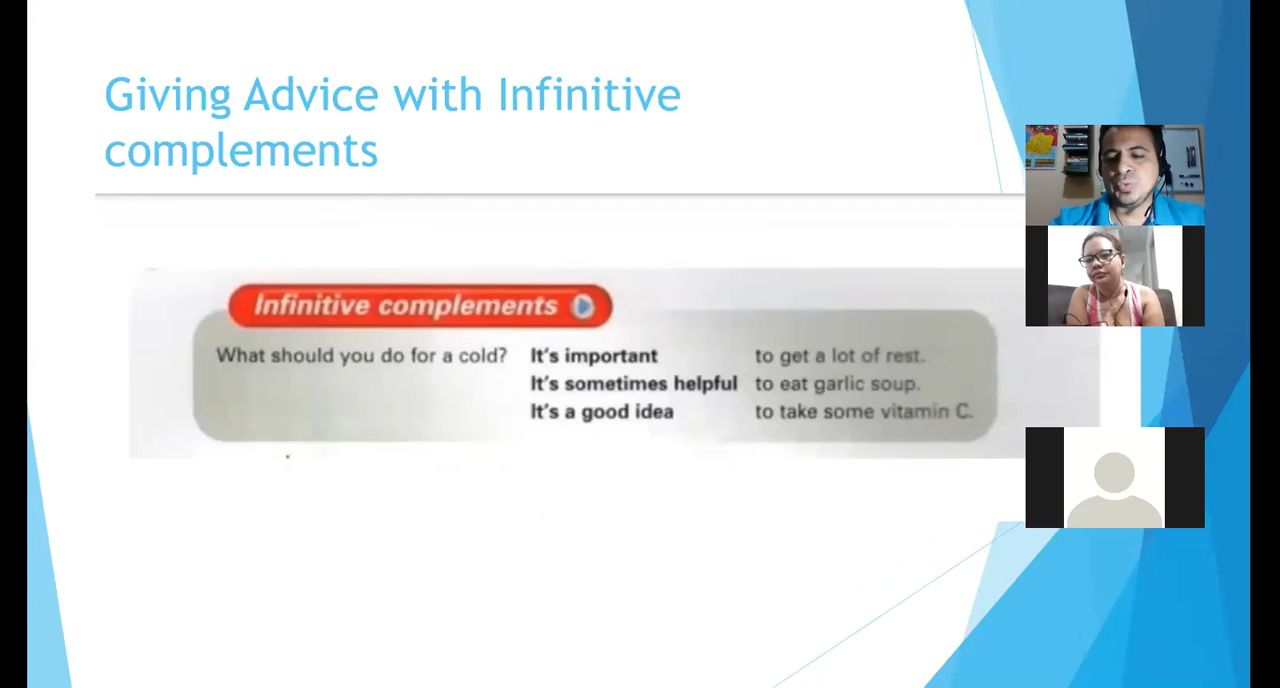 Giving Advice with Infinitive
complements
Infinitive complements
What should you do for a cold? It's important to get a lot of rest.
It's sometimes helpful to eat garlic soup.
It's a good idea to take some vitamin C.